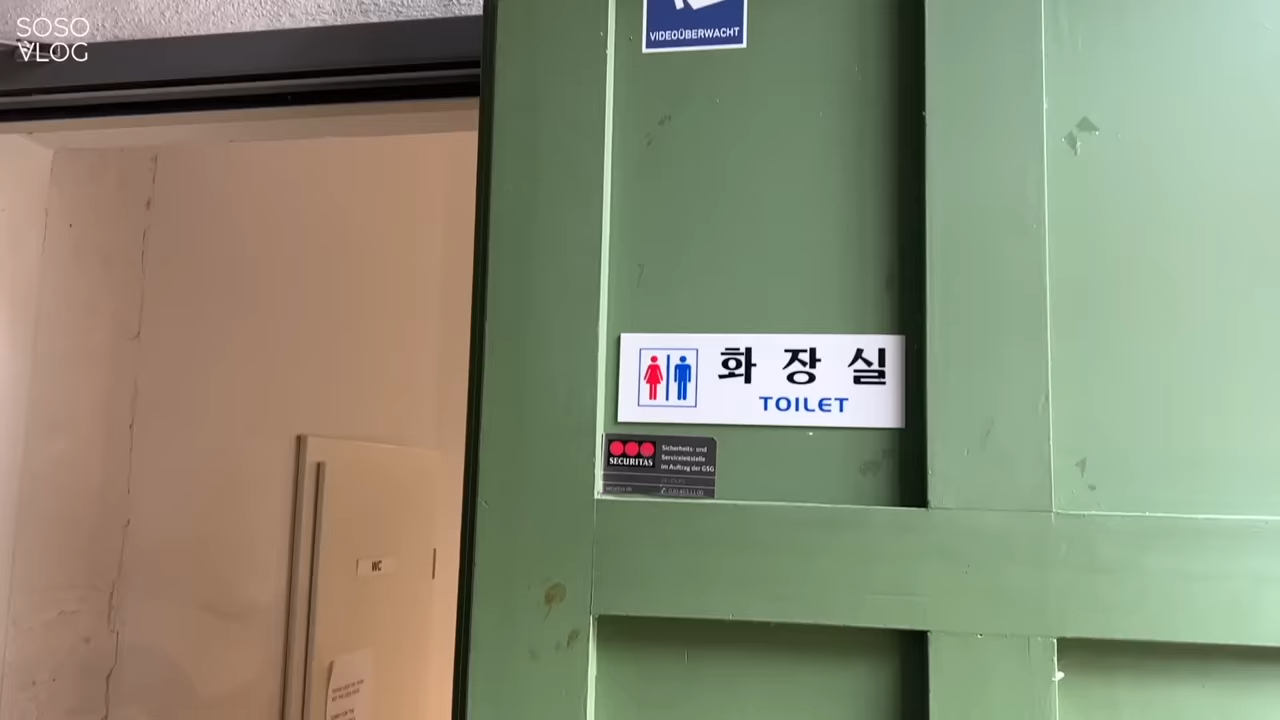 SOSO
VLOG
VIDEOÜBERWACHT
화 장 실
TOILET
SECURITAS
Sicherheits- und
Serviceleitstelle
im Auftrag der GSG
WC